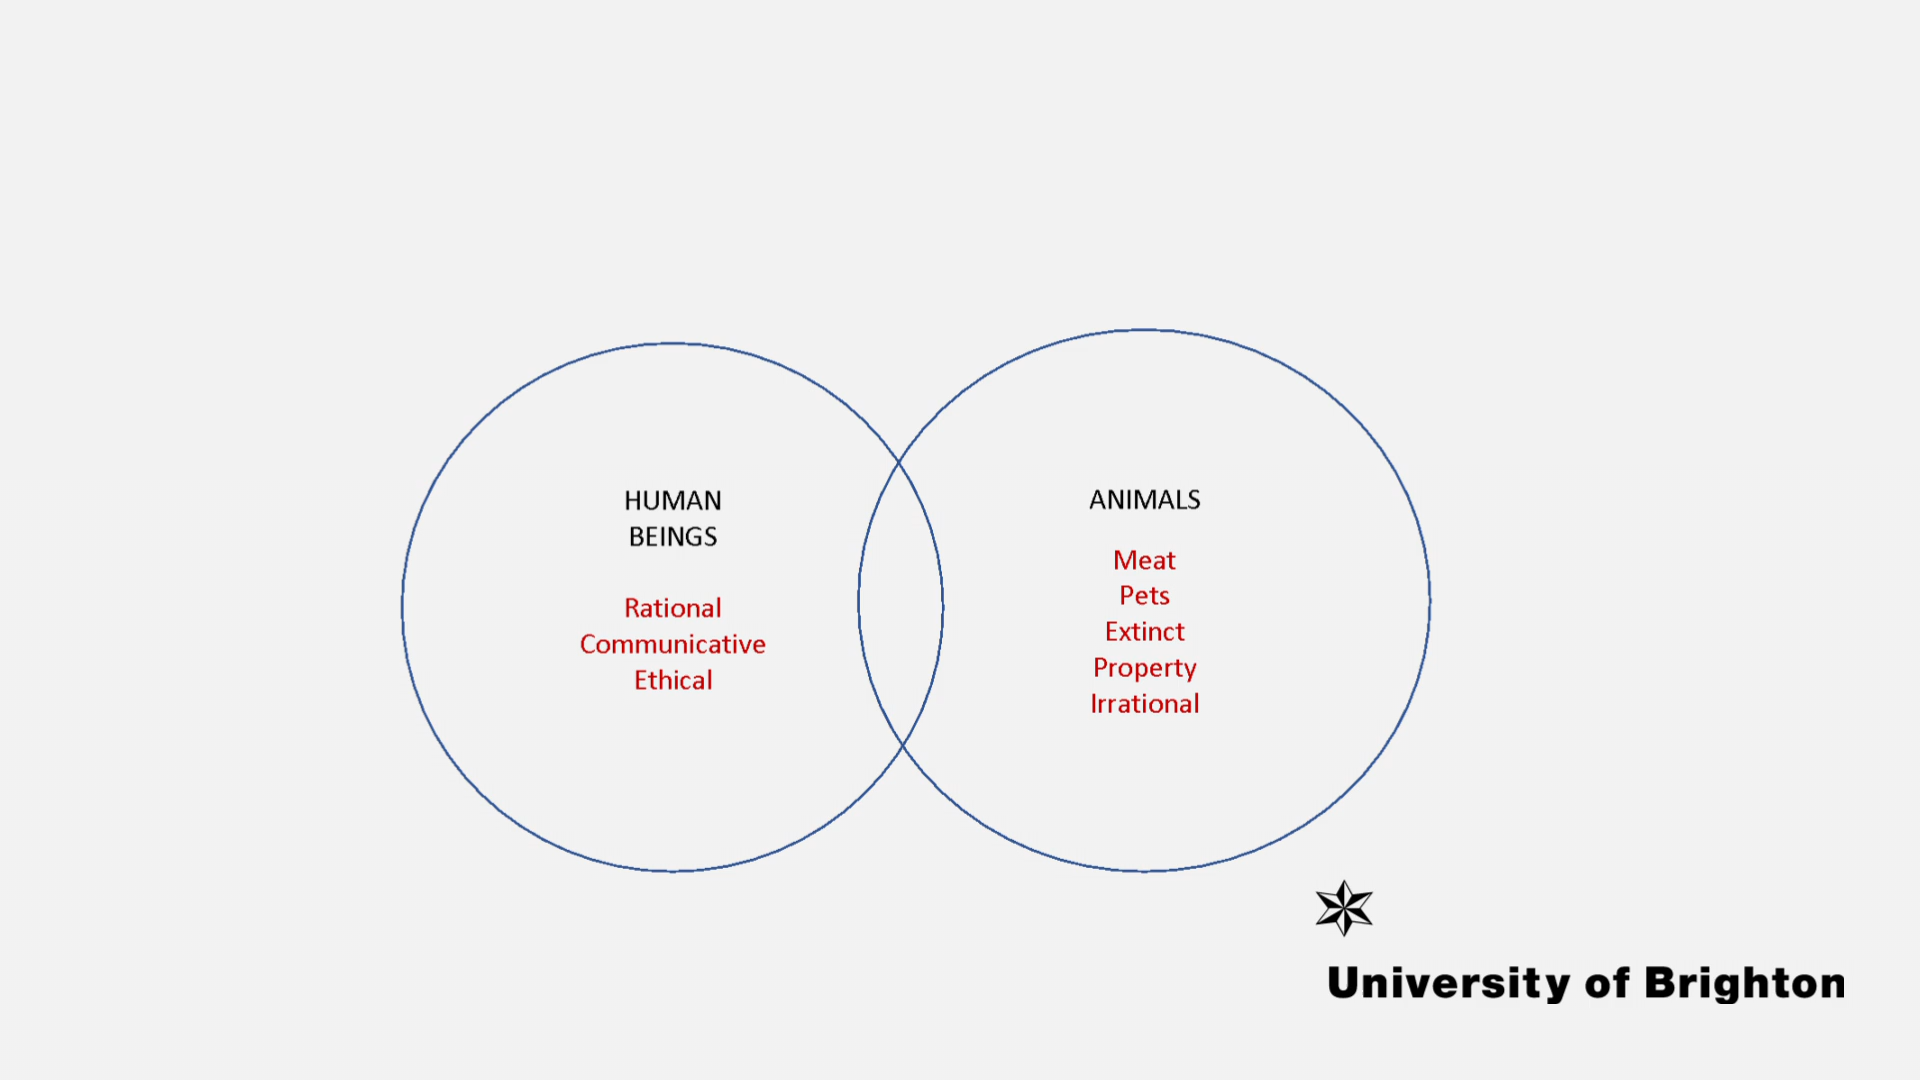 HUMAN
BEINGS
Rational
Communicative
Ethical
ANIMALS
Meat
Pets
Extinct
Property
Irrational
University of Brighton